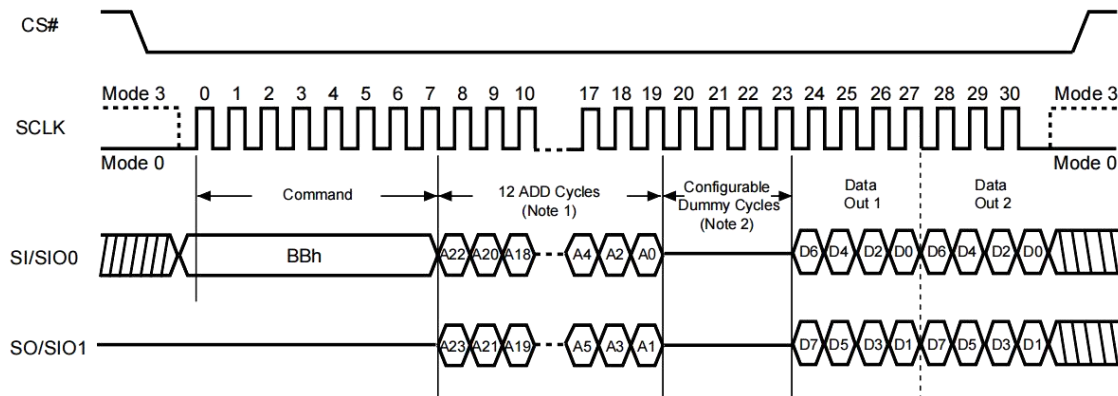 CS#
Mode 3 0 1 2 3 4 5 6 7 8 9 10 17 18 19 20 21 22 23 24 25 26 27 28 29 30 Mode 3
SCLK
Mode 0 Mode 0
Command 12 ADD Cycles (Note 1) Configurable Dummy Cycles (Note 2) Data Out 1 Data Out 2
SI/SIO0 BBh A22 A20 A18 A4 A2 A0 D6 D4 D2 D0 D6 D4 D2 D0
SO/SIO1 A23 A21 A19 A5 A3 A1 D7 D5 D3 D1 D7 D5 D3 D1